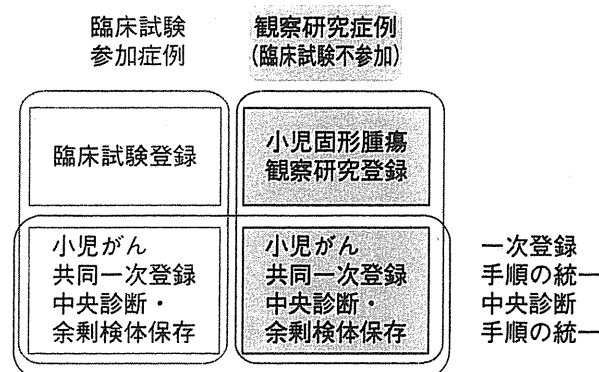 臨床試験
参加症例
観察研究症例
(臨床試験不参加)
臨床試験登録
小児固形腫瘍
観察研究登録
小児がん
共同一次登録
中央診断・
余剰検体保存
小児がん
共同一次登録
中央診断・
余剰検体保存
一次登録
手順の統一
中央診断
手順の統一